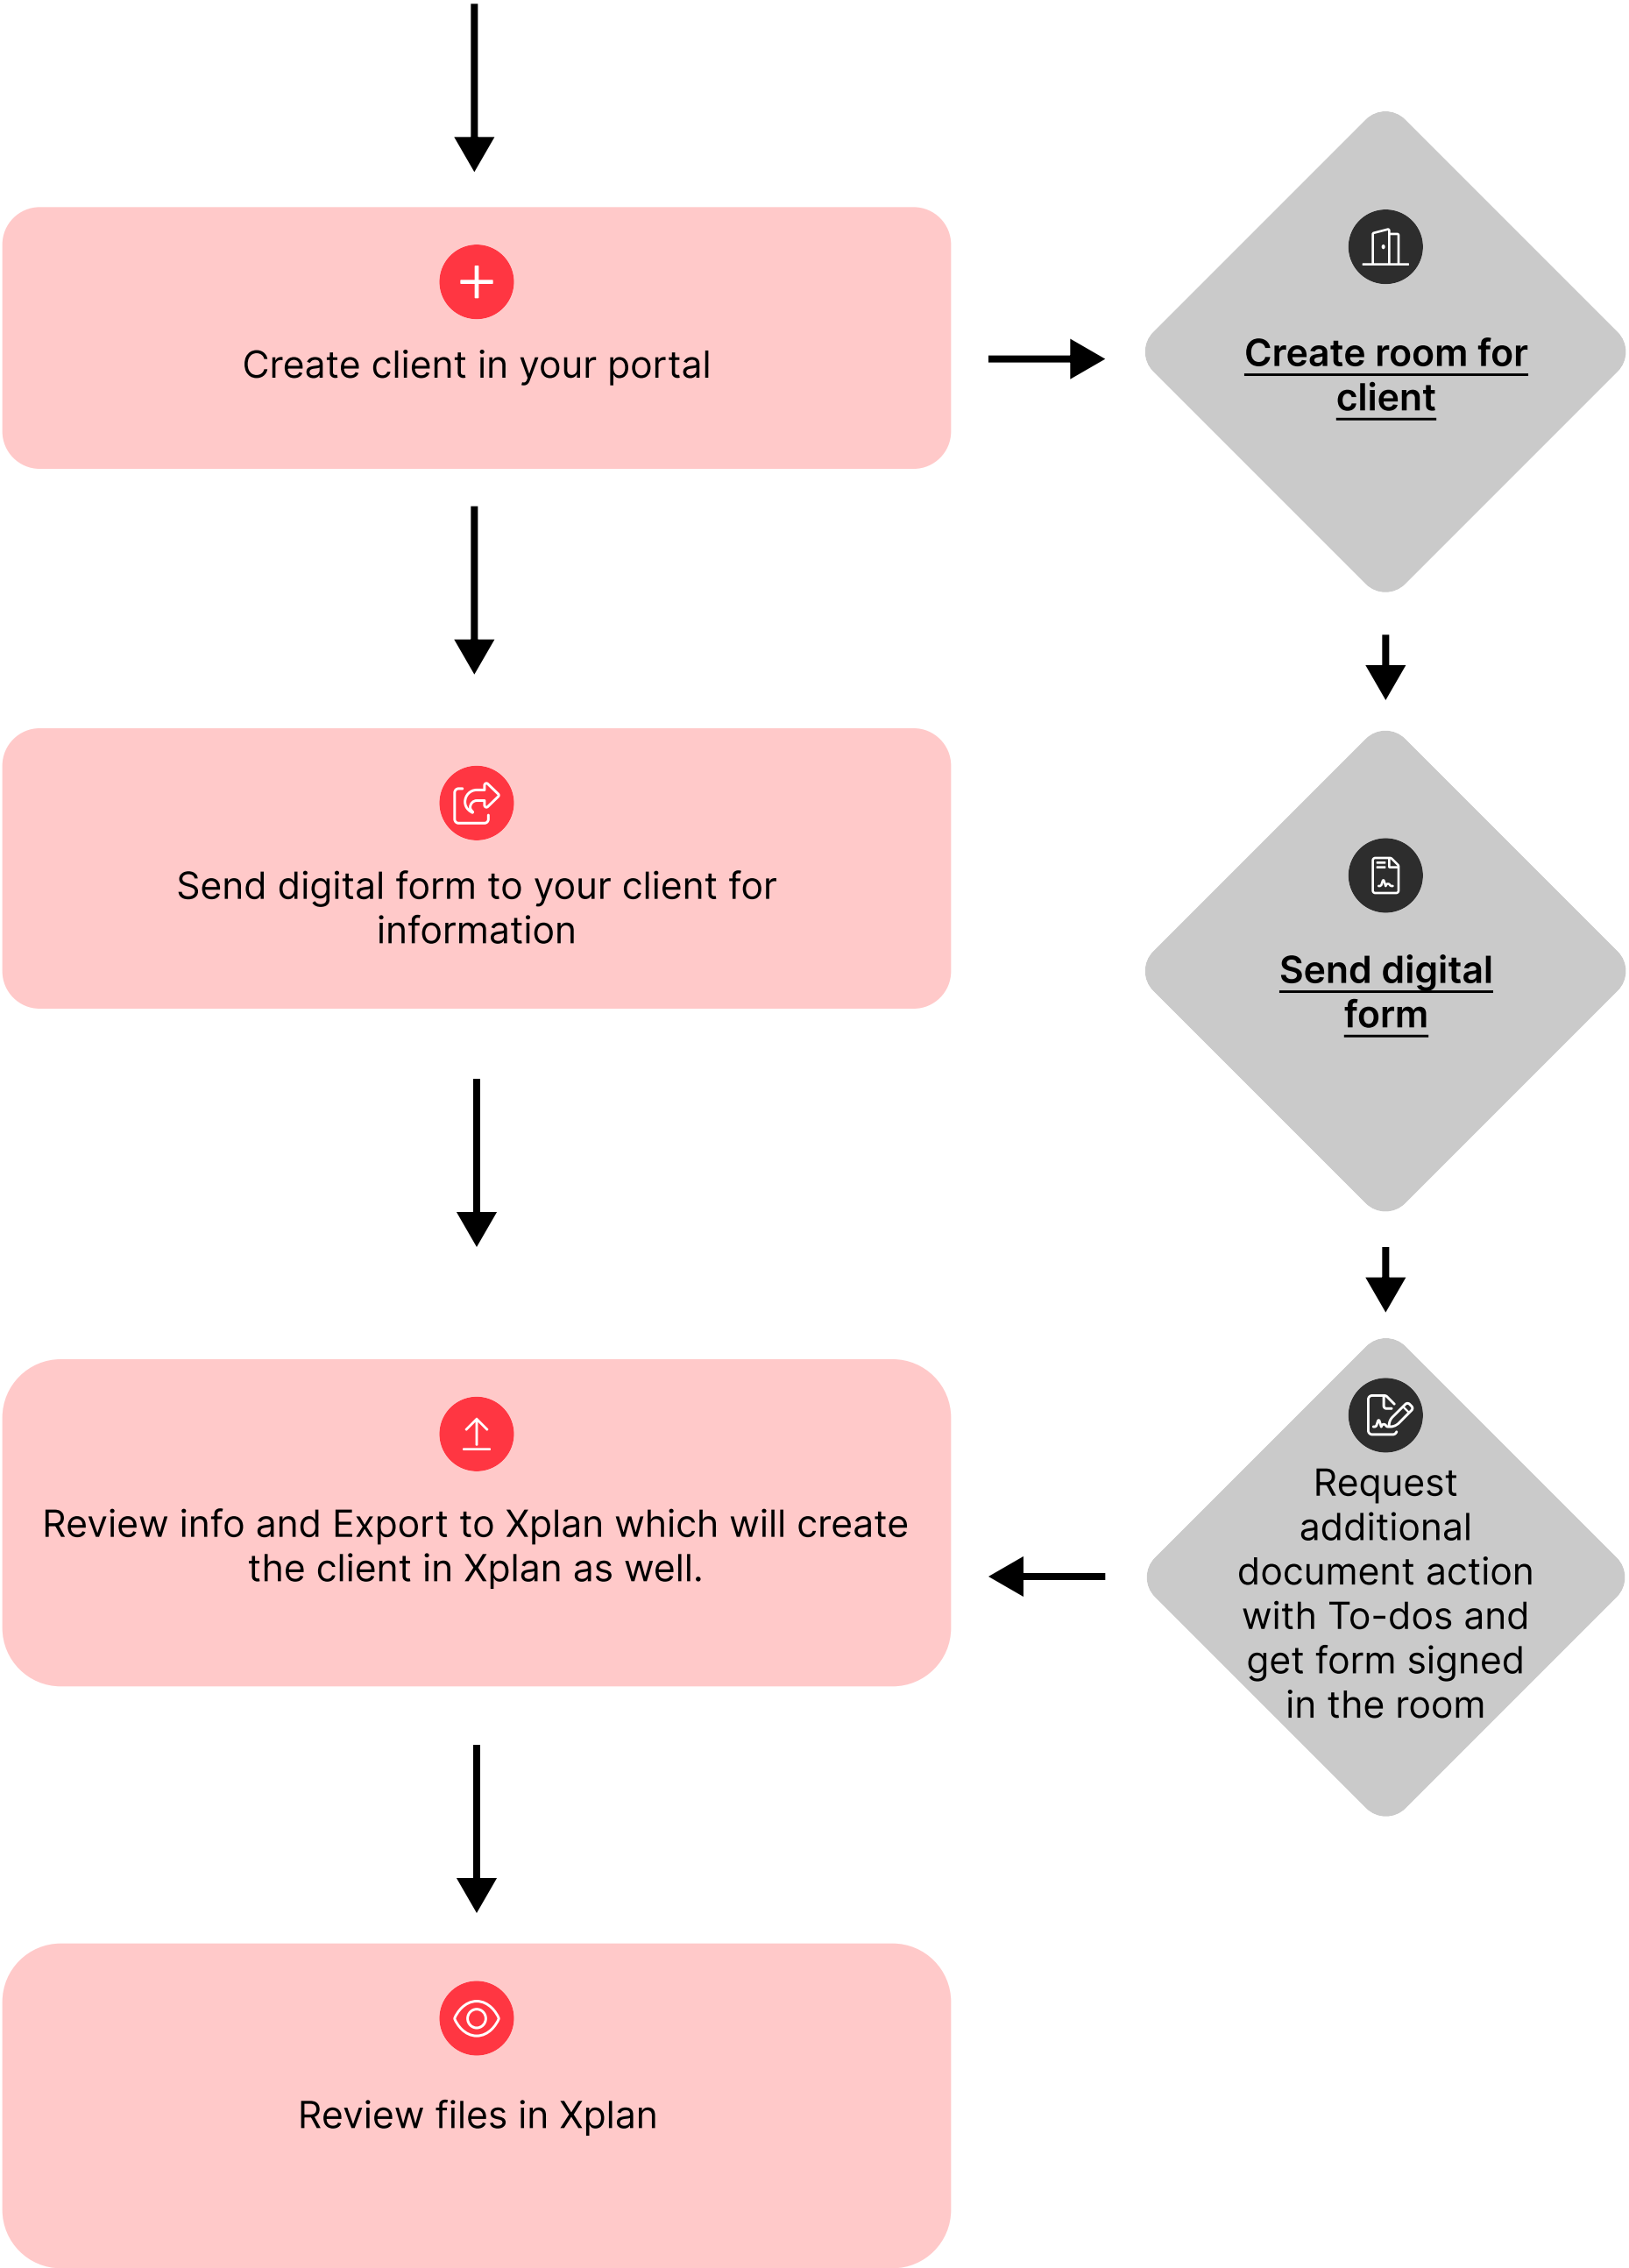 Create client in your portal
Create room for
client
Send digital form to your client for
information
Send digital
form
Review info and Export to Xplan which will create
the client in Xplan as well.
Request
additional
document action
with To-dos and
get form signed
in the room
Review files in Xplan